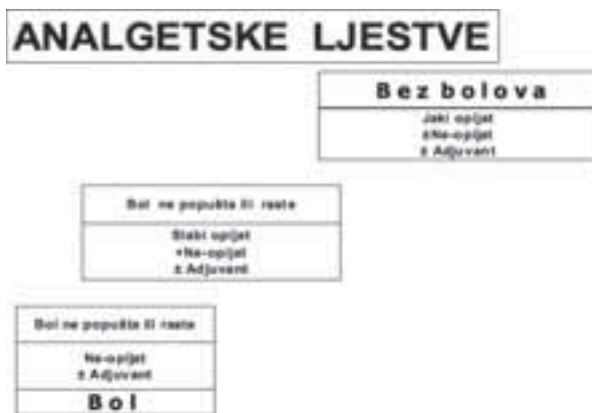 ANALGETSKE LJESTVE
Bez bolova
Jaki opijat
±Ne-opijat
± Adjuvant
Bol ne popušta ili raste
Slabi opijat
+Ne-opijat
± Adjuvant
Bol ne popušta ili raste
Ne-opijat
± Adjuvant
Bol